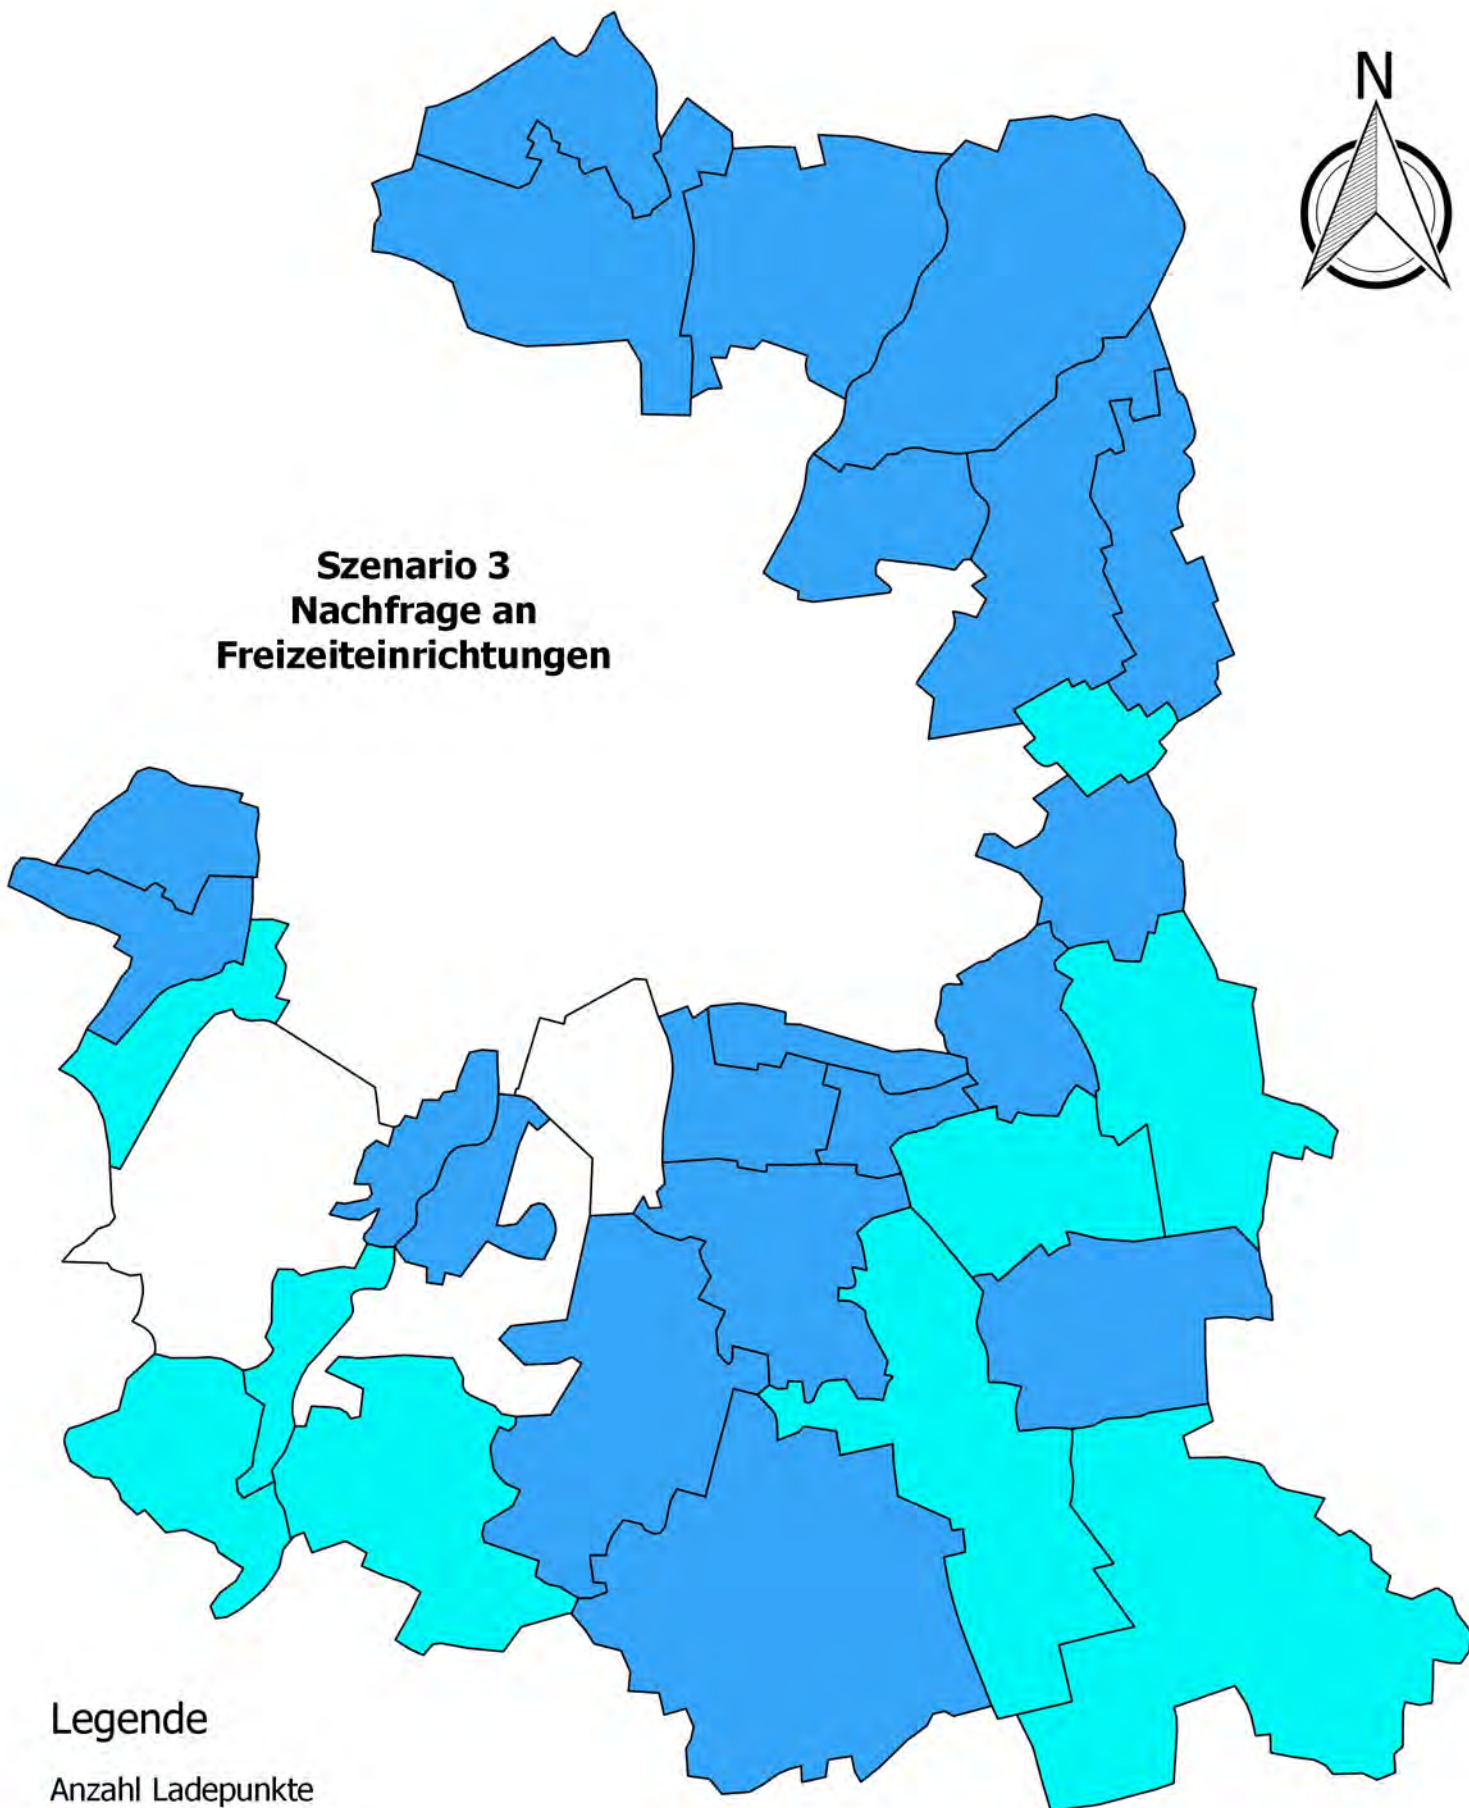 N
Szenario 3
Nachfrage an
Freizeiteinrichtungen
Legende
Anzahl Ladepunkte